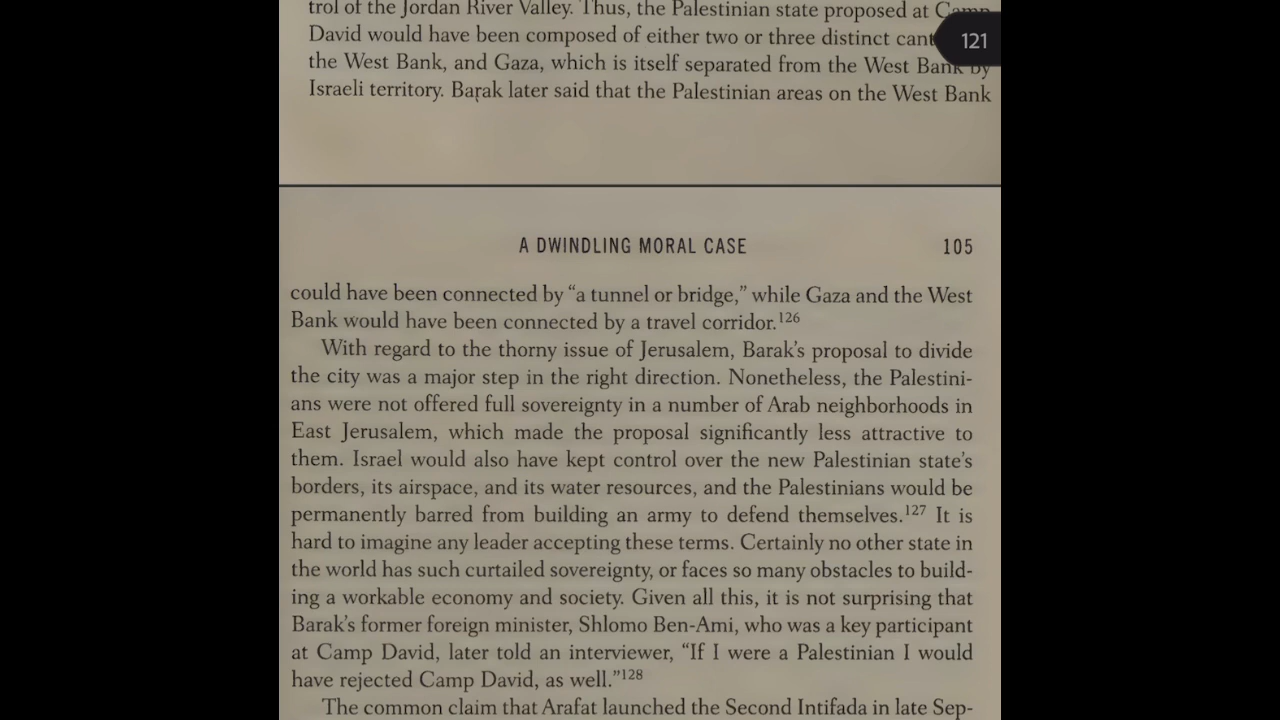 trol of the Jordan River Valley. Thus, the Palestinian state proposed at Camp
121
David would have been composed of either two or three distinct cant
the West Bank, and Gaza, which is itself separated from the West Bank by
Israeli territory. Barak later said that the Palestinian areas on the West Bank
A DWINDLING MORAL CASE 105
could have been connected by “a tunnel or bridge,” while Gaza and the West
Bank would have been connected by a travel corridor.126
With regard to the thorny issue of Jerusalem, Barak’s proposal to divide
the city was a major step in the right direction. Nonetheless, the Palestini-
ans were not offered full sovereignty in a number of Arab neighborhoods in
East Jerusalem, which made the proposal significantly less attractive to
them. Israel would also have kept control over the new Palestinian state’s
borders, its airspace, and its water resources, and the Palestinians would be
permanently barred from building an army to defend themselves.127 It is
hard to imagine any leader accepting these terms. Certainly no other state in
the world has such curtailed sovereignty, or faces so many obstacles to build-
ing a workable economy and society. Given all this, it is not surprising that
Barak’s former foreign minister, Shlomo Ben-Ami, who was a key participant
at Camp David, later told an interviewer, “If I were a Palestinian I would
have rejected Camp David, as well.”128
The common claim that Arafat launched the Second Intifada in late Sep-